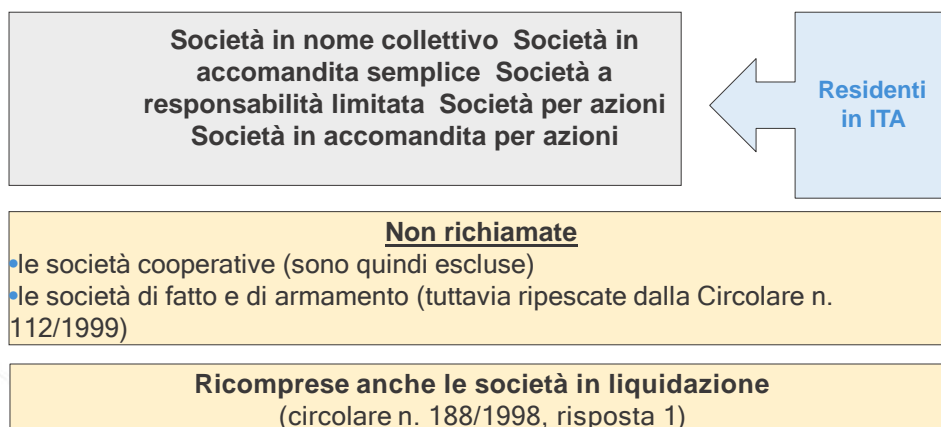 Società in nome collettivo Società in
accomandita semplice Società a
responsabilità limitata Società per azioni
Società in accomandita per azioni
Residenti
in ITA
Non richiamate
•le società cooperative (sono quindi escluse)
•le società di fatto e di armamento (tuttavia ripescate dalla Circolare n.
112/1999)
Ricomprese anche le società in liquidazione
(circolare n. 188/1998, risposta 1)